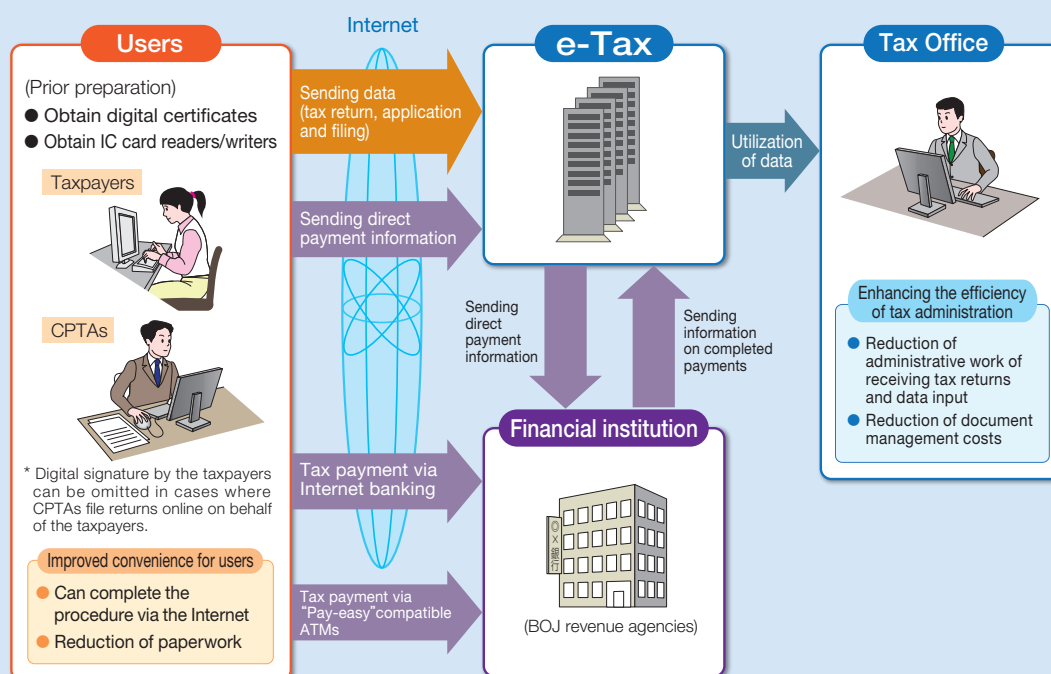 Internet
Users
(Prior preparation)
● Obtain digital certificates
● Obtain IC card readers/writers
Taxpayers
CPTAs
* Digital signature by the taxpayers
can be omitted in cases where
CPTAs file returns online on behalf
of the taxpayers.
Improved convenience for users
● Can complete the
procedure via the Internet
● Reduction of paperwork
Sending data
(tax return, application
and filing)
Sending direct
payment information
Tax payment via
Internet banking
Tax payment via
“Pay-easy”compatible
ATMs
e-Tax
Sending
direct
payment
information
Sending
information
on completed
payments
Financial institution
○×銀行
(BOJ revenue agencies)
Utilization
of data
Tax Office
Enhancing the efficiency
of tax administration
● Reduction of
administrative work of
receiving tax returns
and data input
● Reduction of document
management costs